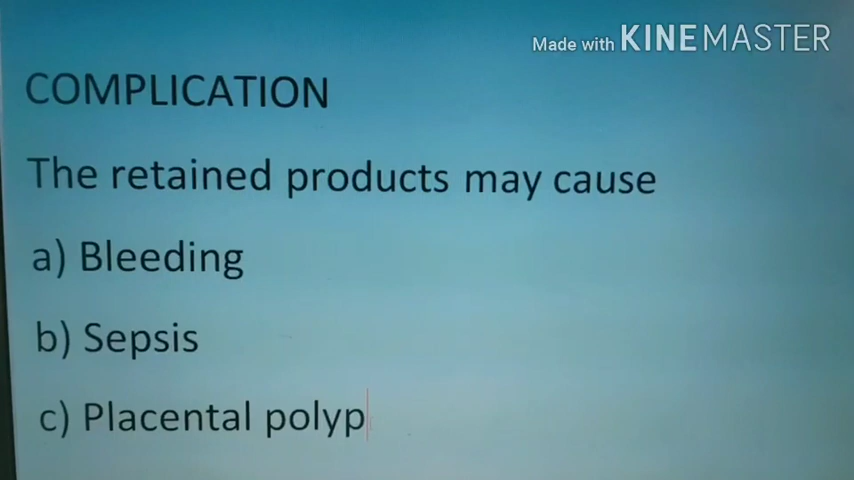 Made with KINEMASTER
COMPLICATION
The retained products may cause
a) Bleeding
b) Sepsis
c) Placental polyp